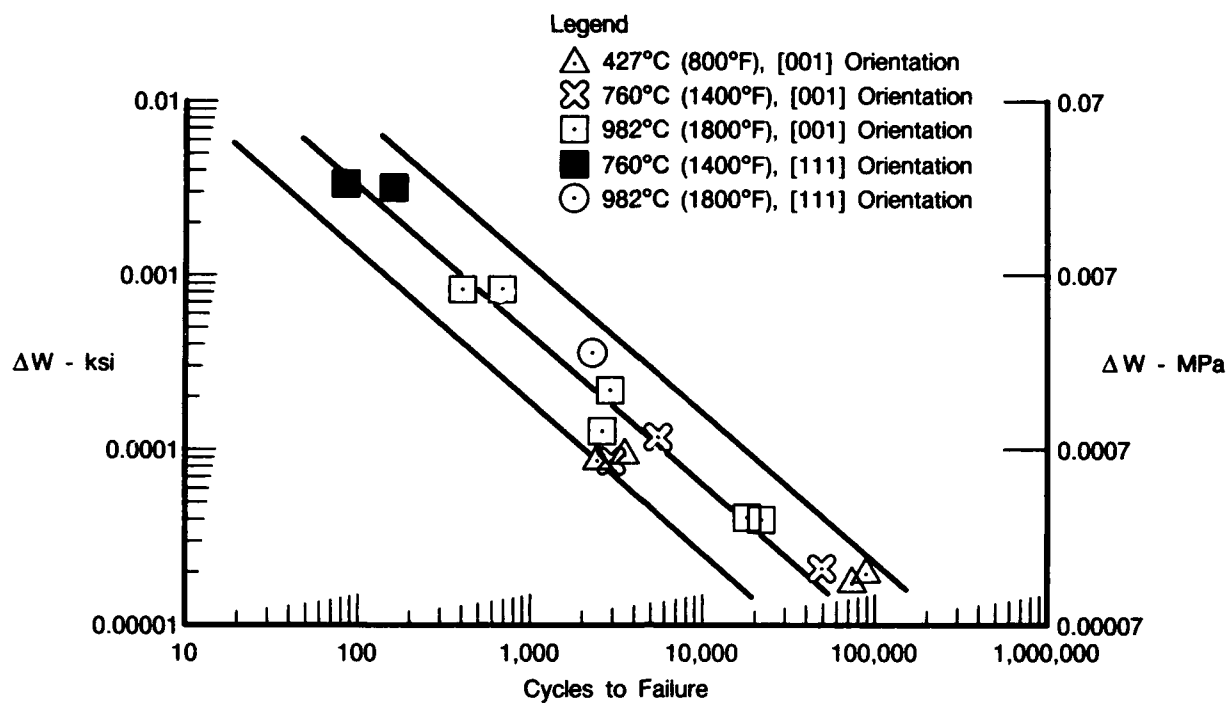 Legend
427°C (800°F), [001] Orientation
760°C (1400°F), [001] Orientation
982°C (1800°F), [001] Orientation
760°C (1400°F), [111] Orientation
982°C (1800°F), [111] Orientation
0.01
0.001
ΔW - ksi
0.0001
0.00001
0.07
0.007
ΔW - MPa
0.0007
0.00007
10
100
1,000
10,000
100,000
1,000,000
Cycles to Failure